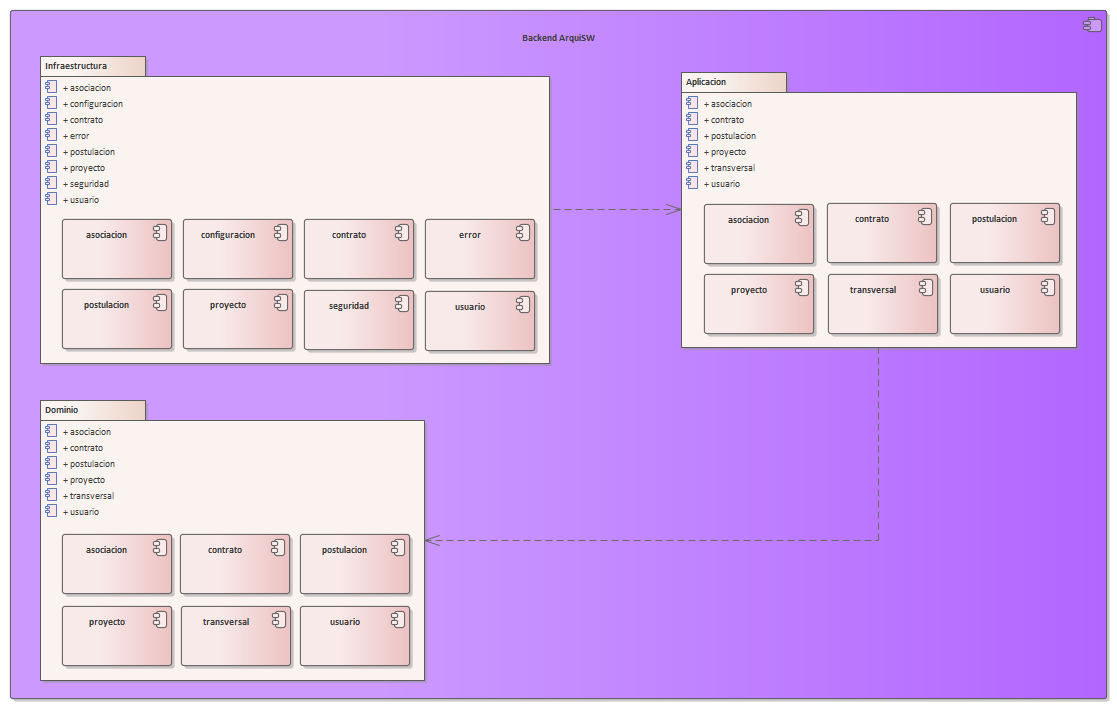 Backend ArquiSW
Infraestructura
+ asociacion
+ configuracion
+ contrato
+ error
+ postulacion
+ proyecto
+ seguridad
+ usuario
asociacion
configuracion
contrato
error
postulacion
proyecto
seguridad
usuario
Aplicacion
+ asociacion
+ contrato
+ postulacion
+ proyecto
+ transversal
+ usuario
asociacion
contrato
postulacion
proyecto
transversal
usuario
Dominio
+ asociacion
+ contrato
+ postulacion
+ proyecto
+ transversal
+ usuario
asociacion
contrato
postulacion
proyecto
transversal
usuario